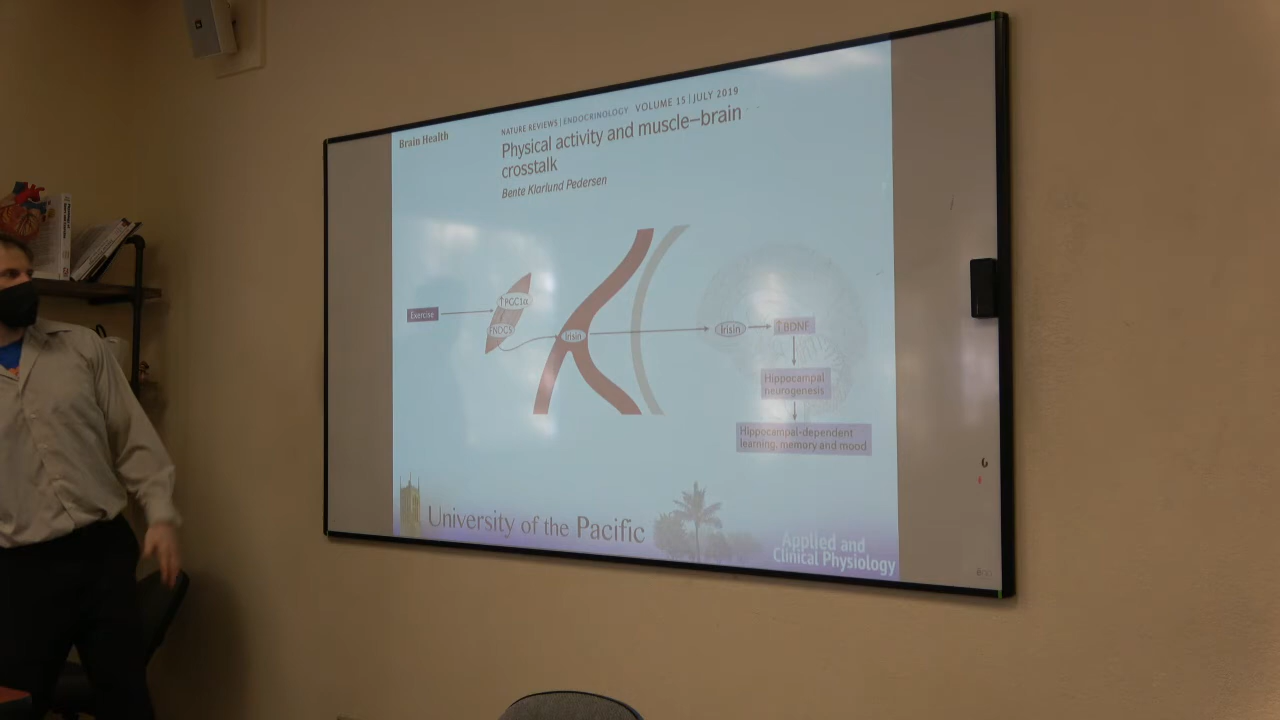 Brain Health
NATURE REVIEWS | ENDOCRINOLOGY VOLUME 15 | JULY 2019
Physical activity and muscle–brain
crosstalk
Bente Klarlund Pedersen
Exercise
↑PGC1α
FNDC5
Irisin
Irisin
↑ BDNF
Hippocampal
neurogenesis
Hippocampal-dependent
learning, memory and mood
University of the Pacific
Applied and
Clinical Physiology